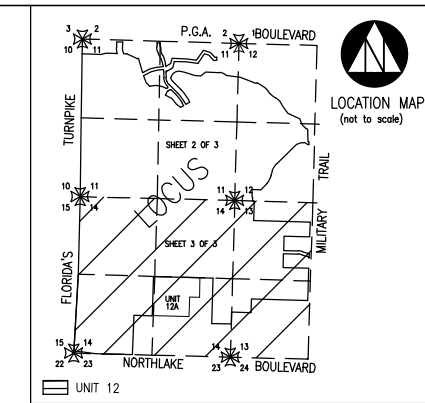 3 2
10 11
P.G.A. BOULEVARD
2 1
11 12
LOCATION MAP
(not to scale)
TURNPIKE
SHEET 2 OF 3
LOCUS
TRAIL
10 11
15 14
11 12
14 13
MILITARY
SHEET 3 OF 3
FLORIDA'S
UNIT
12A
15 14
22 23
14 13
23 24
NORTHLAKE BOULEVARD
UNIT 12